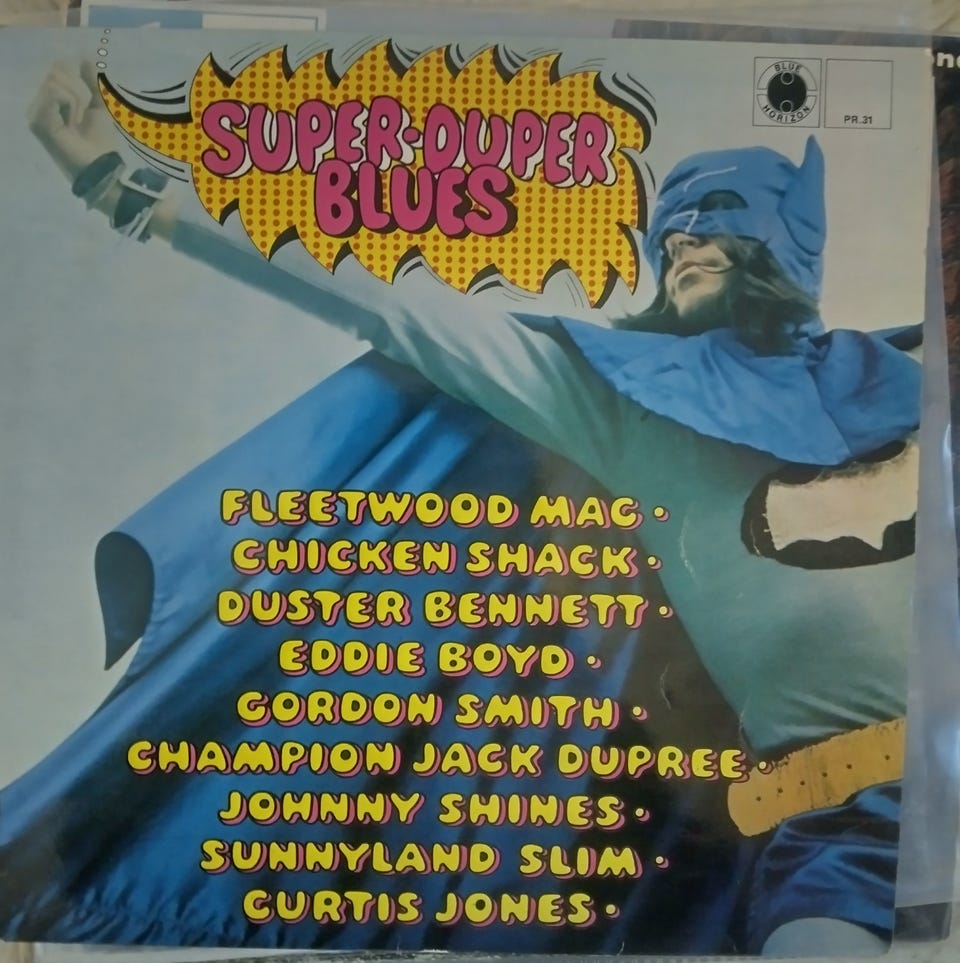 SUPER-DUPER
BLUES
BLUE
HORIZON
PR.31
FLEETWOOD MAC •
CHICKEN SHACK •
DUSTER BENNETT •
EDDIE BOYD •
GORDON SMITH •
CHAMPION JACK DUPREE •
JOHNNY SHINES •
SUNNYLAND SLIM •
CURTIS JONES •